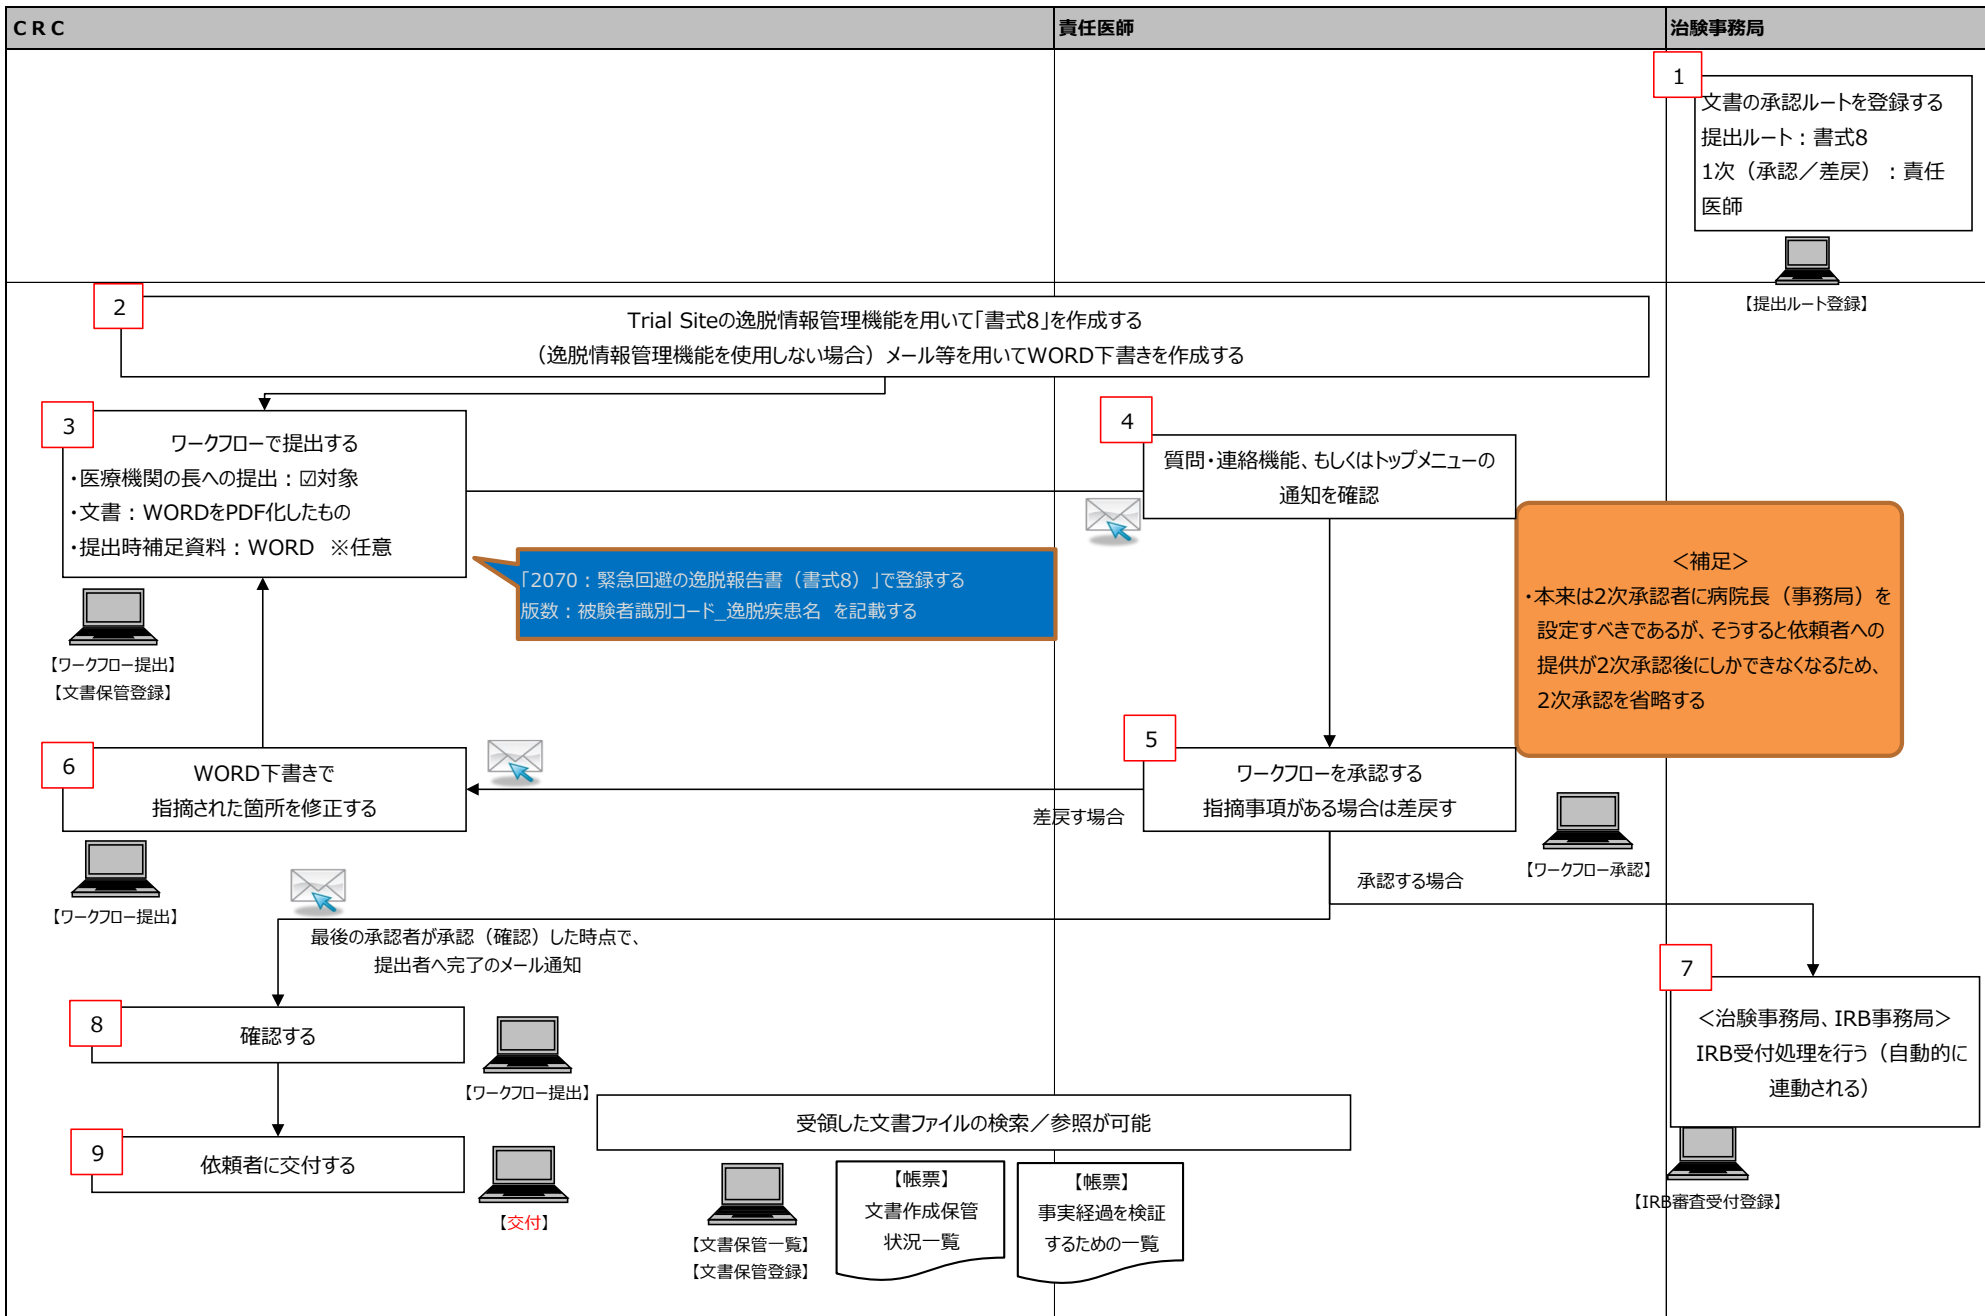 ＣＲＣ
責任医師
治験事務局
1
文書の承認ルートを登録する
提出ルート：書式8
1次（承認／差戻）：責任
医師
【提出ルート登録】
2
Trial Siteの逸脱情報管理機能を用いて「書式8」を作成する
（逸脱情報管理機能を使用しない場合）メール等を用いてWORD下書きを作成する
3
ワークフローで提出する
・医療機関の長への提出：☑対象
・文書：WORDをPDF化したもの
・提出時補足資料：WORD　※任意
【ワークフロー提出】
【文書保管登録】
「2070：緊急回避の逸脱報告書（書式8）」で登録する
版数：被験者識別コード_逸脱疾患名　を記載する
4
質問・連絡機能、もしくはトップメニューの
通知を確認
＜補足＞
・本来は2次承認者に病院長（事務局）を
設定すべきであるが、そうすると依頼者への
提供が2次承認後にしかできなくなるため、
2次承認を省略する
5
ワークフローを承認する
指摘事項がある場合は差戻す
【ワークフロー承認】
差戻す場合
承認する場合
6
WORD下書きで
指摘された箇所を修正する
【ワークフロー提出】
最後の承認者が承認（確認）した時点で、
提出者へ完了のメール通知
7
＜治験事務局、IRB事務局＞
IRB受付処理を行う（自動的に
連動される）
【IRB審査受付登録】
8
確認する
【ワークフロー提出】
9
依頼者に交付する
【交付】
受領した文書ファイルの検索／参照が可能
【文書保管一覧】
【文書保管登録】
【帳票】
文書作成保管
状況一覧
【帳票】
事実経過を検証
するための一覧